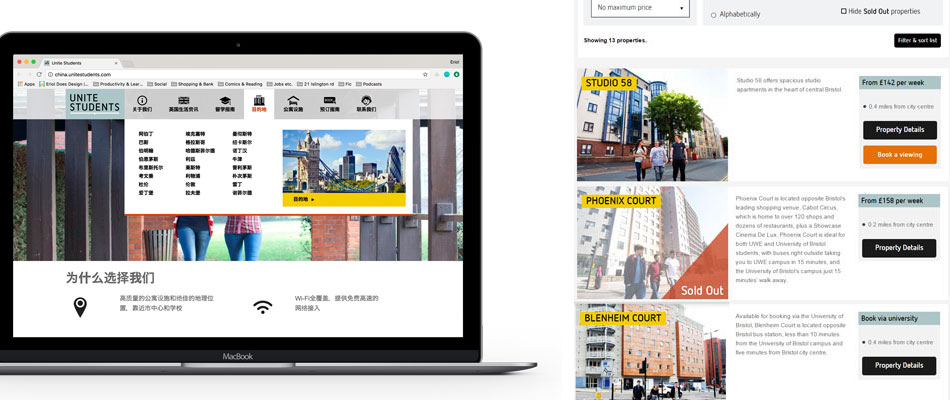 Unite Students
Eriol
china.unitestudents.com
Apps
Eriol Does Design |...
Productivity & Lear...
Social
Shopping & Bank
Comics & Reading
Jobs etc.
21 Islington rd
Fic
Podcasts
UNITE
STUDENTS
关于我们
英国生活资讯
留学指南
目的地
公寓设施
预订指南
联系我们
阿伯丁
埃克塞特
曼彻斯特
巴斯
格拉斯哥
纽卡斯尔
伯明翰
哈德斯菲尔德
诺丁汉
伯恩茅斯
利兹
牛津
布里斯托尔
莱斯特
普利茅斯
考文垂
利物浦
朴次茅斯
杜伦
伦敦
雷丁
爱丁堡
拉夫堡
谢菲尔德
目的地 ▸
为什么选择我们
高质量的公寓设施和绝佳的地理位
置，靠近市中心和学校
Wi-Fi全覆盖，提供免费高速的
网络接入
MacBook
No maximum price
Alphabetically
Hide Sold Out properties
Showing 13 properties.
Filter & sort list
STUDIO 58
Studio 58 offers spacious studio
apartments in the heart of central Bristol
From £142 per week
0.4 miles from city centre
Property Details
Book a viewing
PHOENIX COURT
Sold Out
Phoenix Court is located opposite Bristol's
leading shopping venue, Cabot Circus,
which is home to over 120 shops and
dozens of restaurants, plus a Showcase
Cinema De Lux. Phoenix Court is ideal for
both UWE and University of Bristol
students, with buses right outside taking
you to UWE campus in 15 minutes, and
the University of Bristol's campus just 15
minutes' walk away.
From £158 per week
0.2 miles from city centre
Property Details
BLENHEIM COURT
Available for booking via the University of
Bristol, Blenheim Court is located opposite
Bristol bus station, less than 10 minutes
from the University of Bristol campus and
five minutes from Bristol city centre.
Book via university
0.4 miles from city centre
Property Details